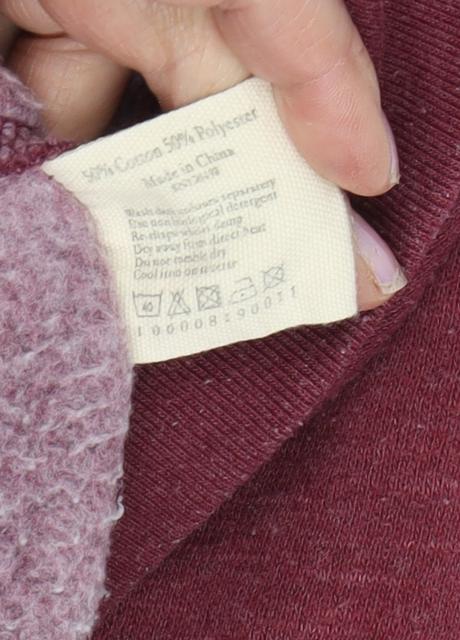 50% Cotton 50% Polyester
Made in China
Wash dark colours separately
Use non biological detergent
Re-shape whilst damp
Dry away from direct heat
Do not tumble dry
Cool iron on reverse
40